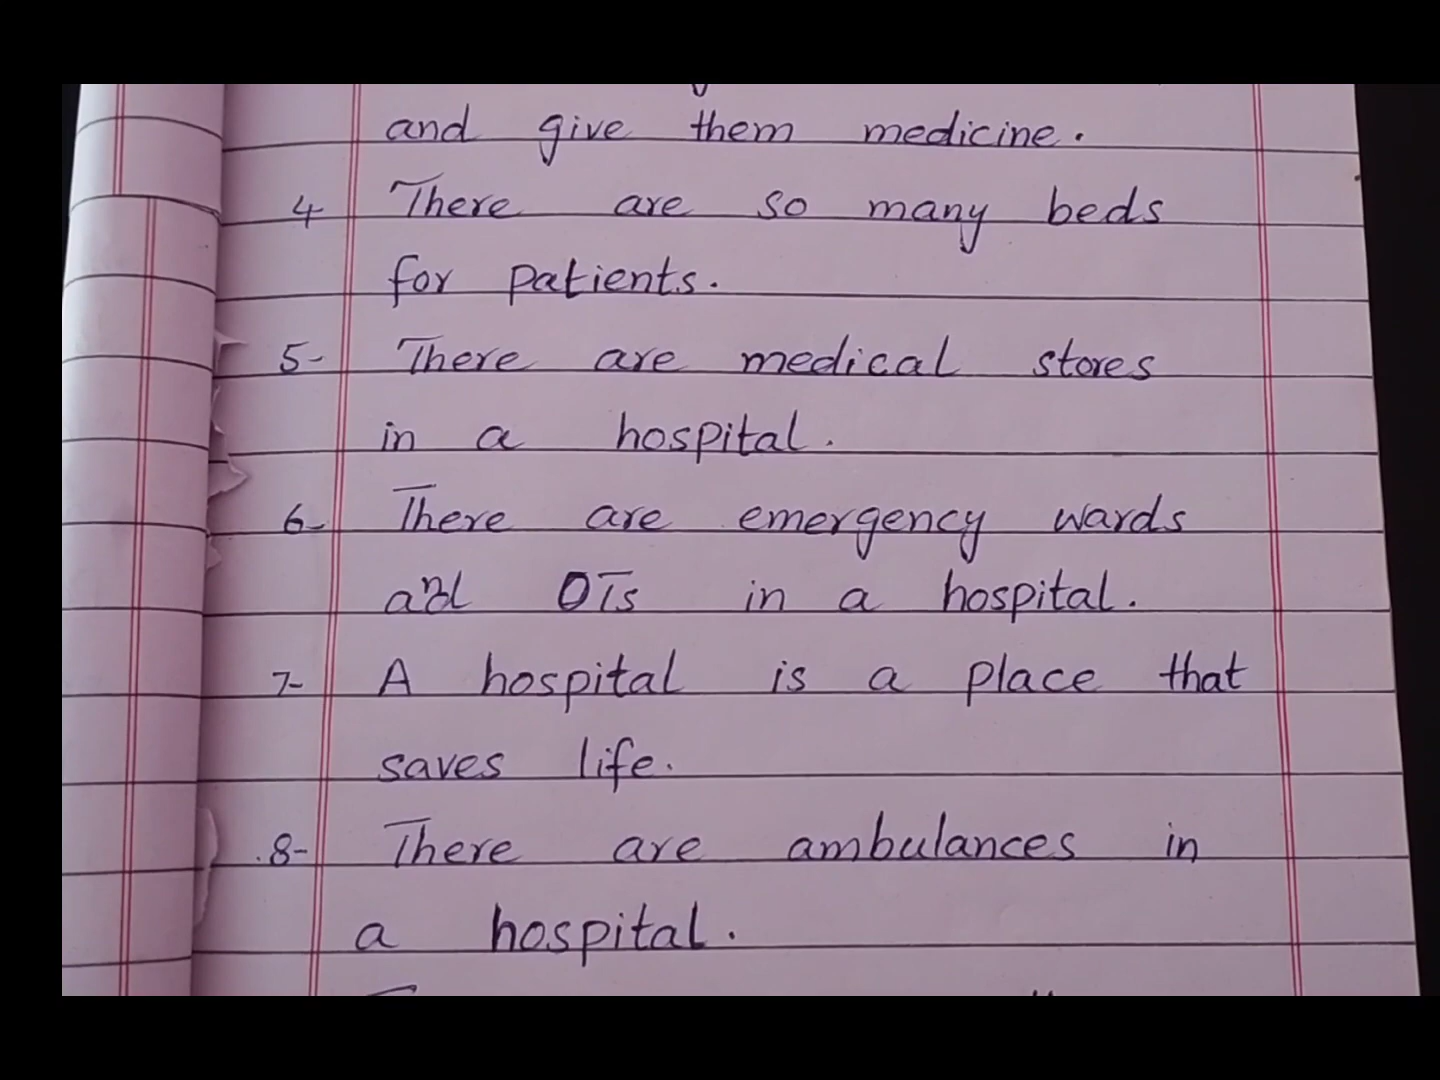 and give them medicine.
4 There are so many beds
for patients.
5- There are medical stores
in a hospital.
6- There are emergency wards
and OTs in a hospital.
7- A hospital is a place that
saves life.
8- There are ambulances in
a hospital.